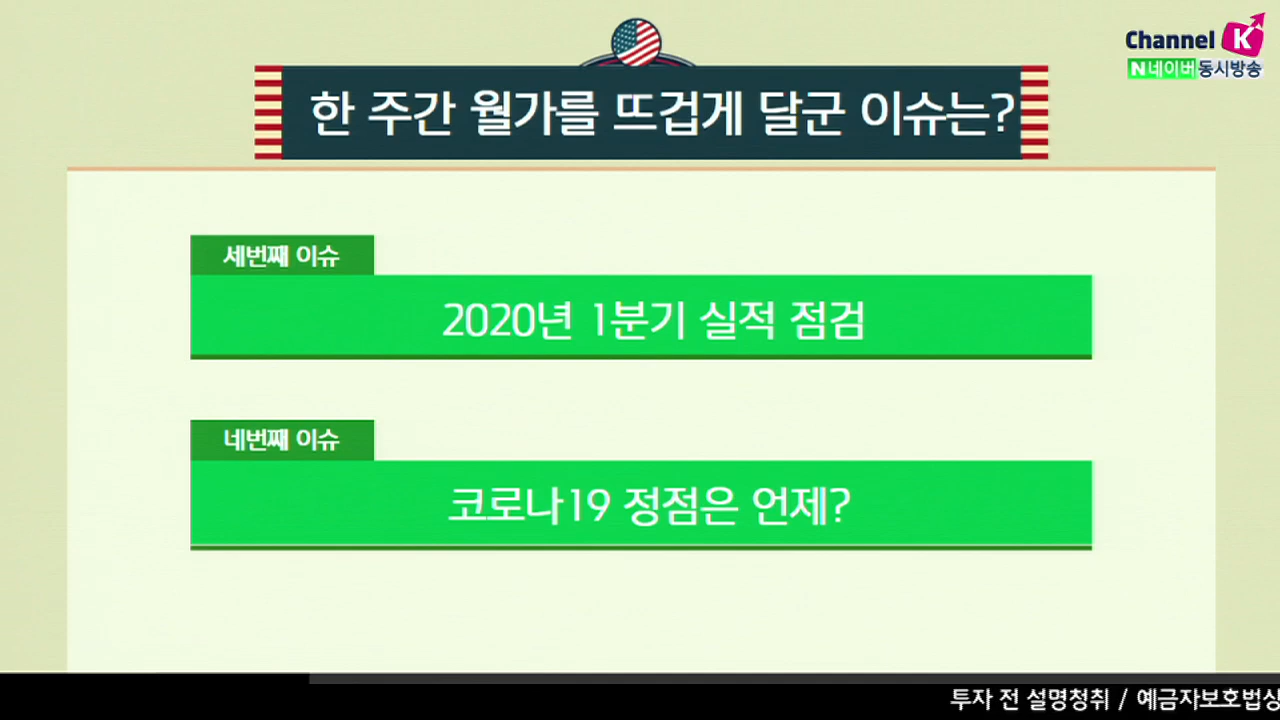 Channel K
N네이버 동시방송
한 주간 월가를 뜨겁게 달군 이슈는?
세번째 이슈
2020년 1분기 실적 점검
네번째 이슈
코로나19 정점은 언제?
투자 전 설명청취 / 예금자보호법상